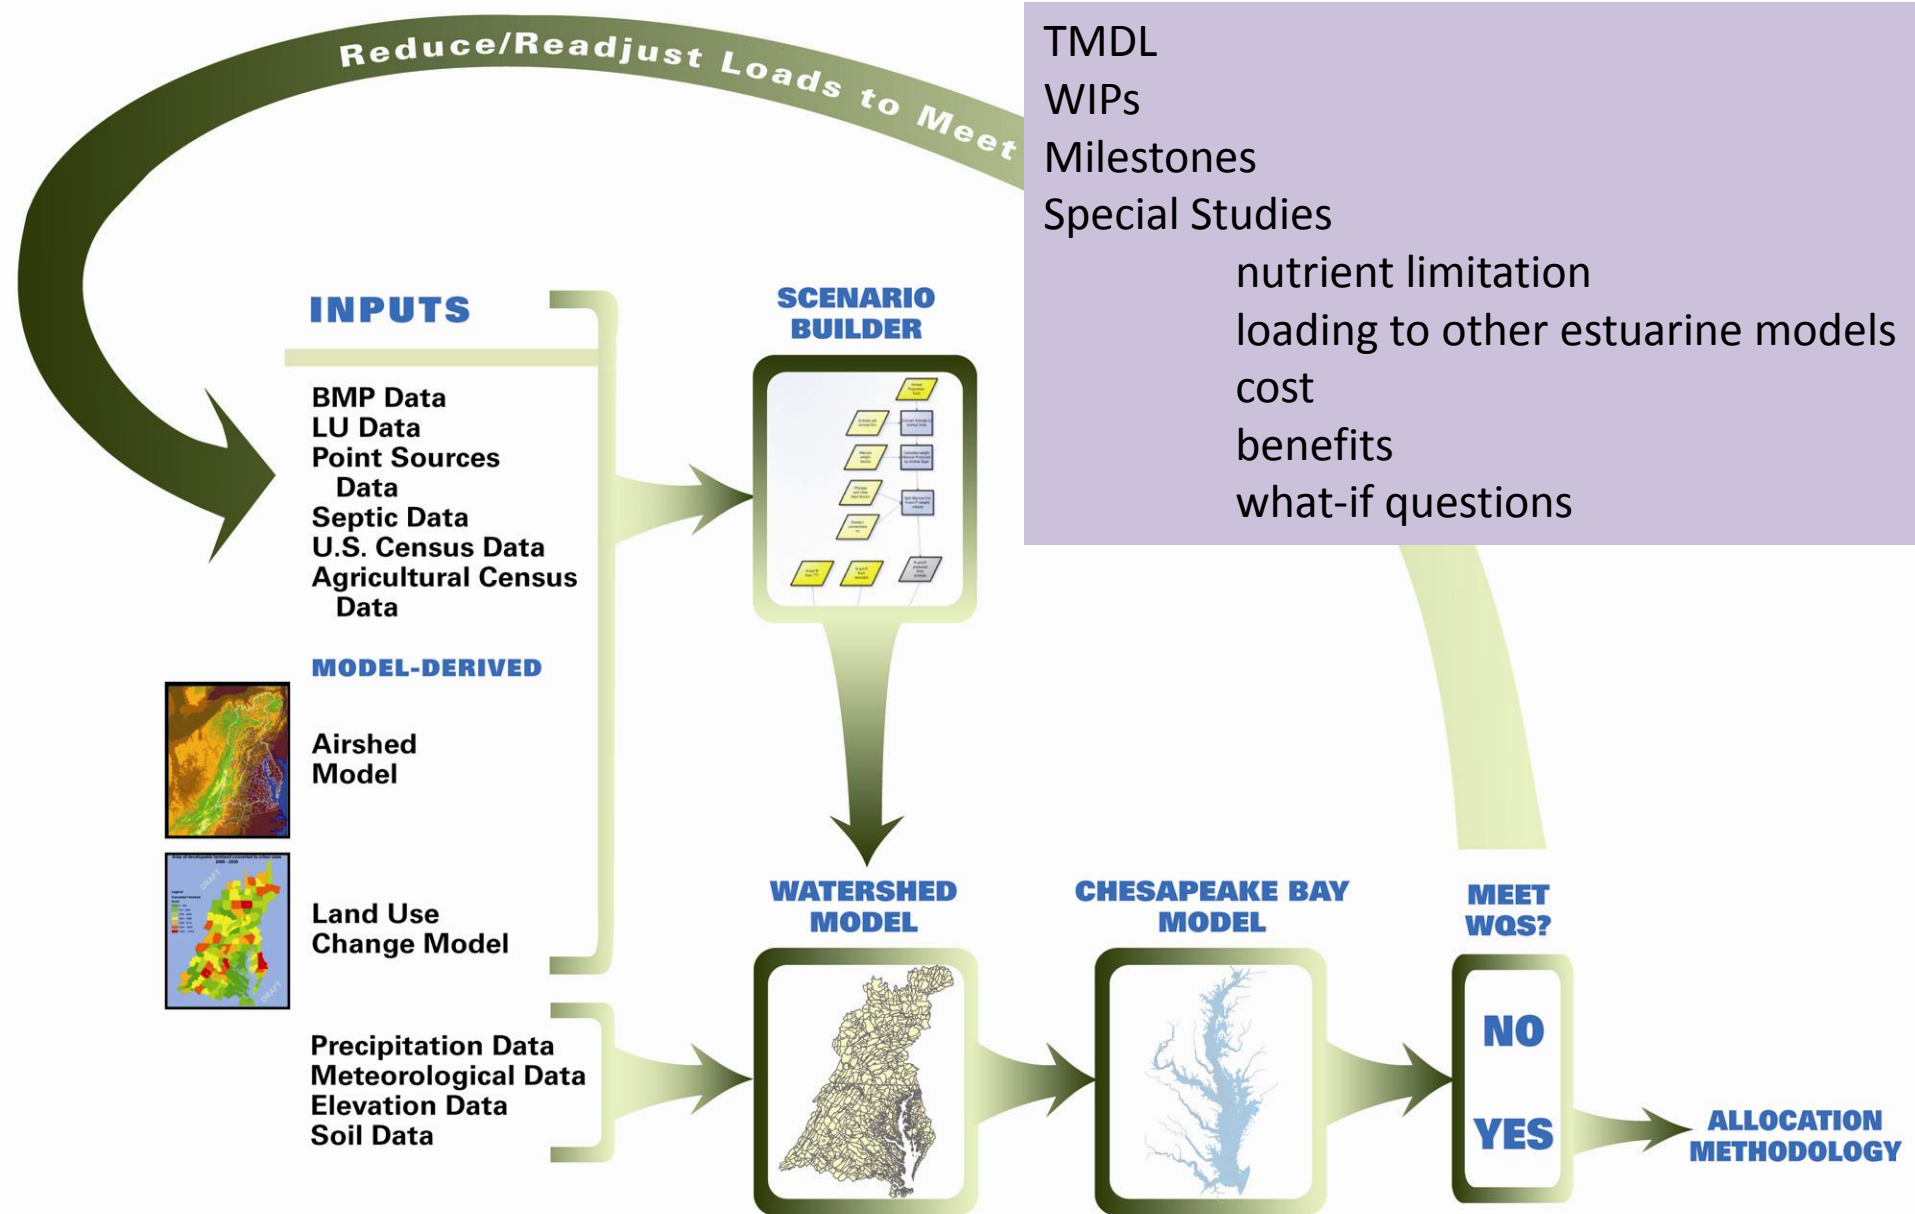 Reduce/Readjust Loads to Meet
TMDL
WIPs
Milestones
Special Studies
nutrient limitation
loading to other estuarine models
cost
benefits
what-if questions
INPUTS
BMP Data
LU Data
Point Sources
Data
Septic Data
U.S. Census Data
Agricultural Census
Data
MODEL-DERIVED
Airshed
Model
Land Use
Change Model
Precipitation Data
Meteorological Data
Elevation Data
Soil Data
SCENARIO
BUILDER
WATERSHED
MODEL
CHESAPEAKE BAY
MODEL
MEET
WQS?
NO
YES
ALLOCATION
METHODOLOGY
DRAFT
DRAFT